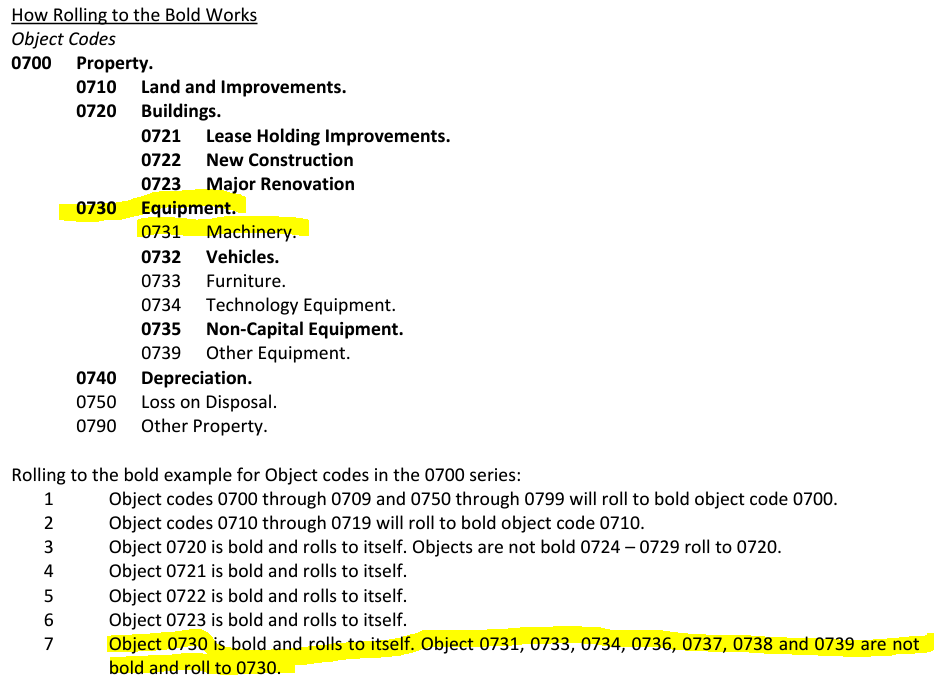 How Rolling to the Bold Works
Object Codes
0700 Property.
0710 Land and Improvements.
0720 Buildings.
0721 Lease Holding Improvements.
0722 New Construction
0723 Major Renovation
0730 Equipment.
0731 Machinery.
0732 Vehicles.
0733 Furniture.
0734 Technology Equipment.
0735 Non-Capital Equipment.
0739 Other Equipment.
0740 Depreciation.
0750 Loss on Disposal.
0790 Other Property.
Rolling to the bold example for Object codes in the 0700 series:
1 Object codes 0700 through 0709 and 0750 through 0799 will roll to bold object code 0700.
2 Object codes 0710 through 0719 will roll to bold object code 0710.
3 Object 0720 is bold and rolls to itself. Objects are not bold 0724 – 0729 roll to 0720.
4 Object 0721 is bold and rolls to itself.
5 Object 0722 is bold and rolls to itself.
6 Object 0723 is bold and rolls to itself.
7 Object 0730 is bold and rolls to itself. Object 0731, 0733, 0734, 0736, 0737, 0738 and 0739 are not
bold and roll to 0730.